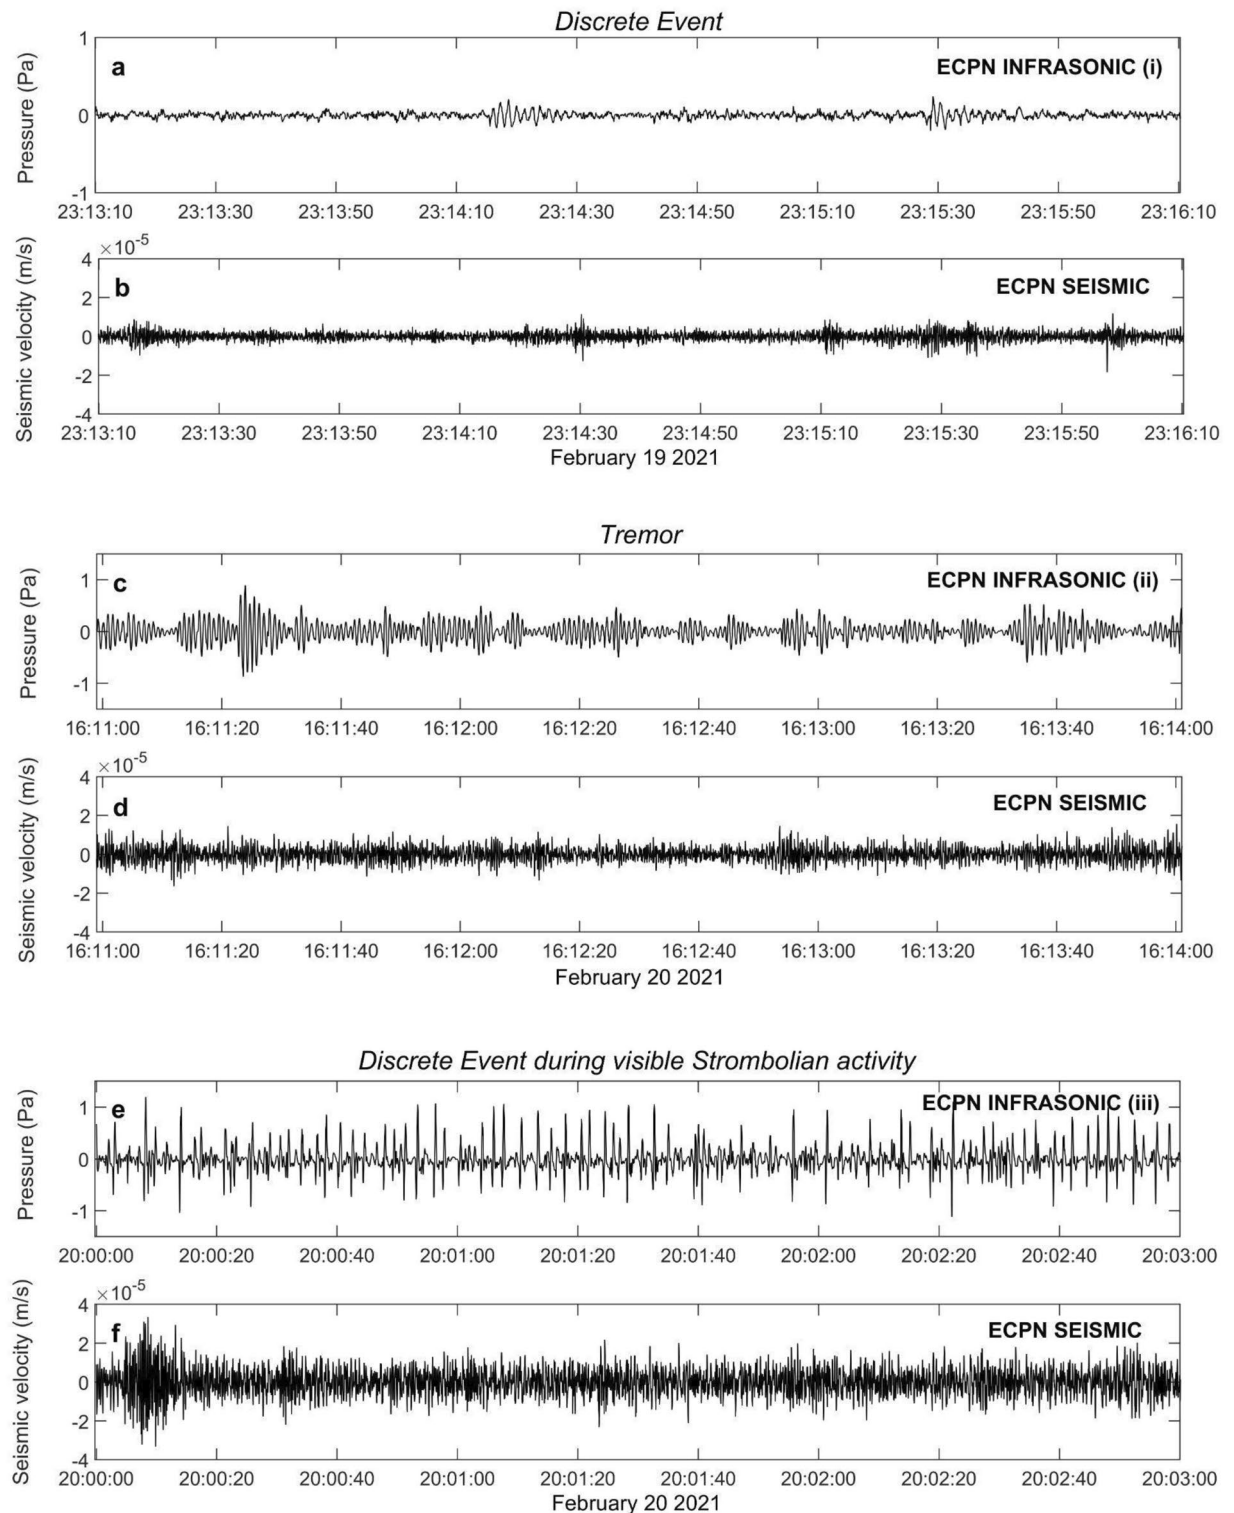 Discrete Event
a
ECPN INFRASONIC (i)
Pressure (Pa)
1
0
-1
23:13:10 23:13:30 23:13:50 23:14:10 23:14:30 23:14:50 23:15:10 23:15:30 23:15:50 23:16:10
×10-5
b
ECPN SEISMIC
Seismic velocity (m/s)
4
2
0
-2
-4
23:13:10 23:13:30 23:13:50 23:14:10 23:14:30 23:14:50 23:15:10 23:15:30 23:15:50 23:16:10
February 19 2021
Tremor
c
ECPN INFRASONIC (ii)
Pressure (Pa)
1
0
-1
16:11:00 16:11:20 16:11:40 16:12:00 16:12:20 16:12:40 16:13:00 16:13:20 16:13:40 16:14:00
×10-5
d
ECPN SEISMIC
Seismic velocity (m/s)
4
2
0
-2
-4
16:11:00 16:11:20 16:11:40 16:12:00 16:12:20 16:12:40 16:13:00 16:13:20 16:13:40 16:14:00
February 20 2021
Discrete Event during visible Strombolian activity
e
ECPN INFRASONIC (iii)
Pressure (Pa)
1
0
-1
20:00:00 20:00:20 20:00:40 20:01:00 20:01:20 20:01:40 20:02:00 20:02:20 20:02:40 20:03:00
×10-5
f
ECPN SEISMIC
Seismic velocity (m/s)
4
2
0
-2
-4
20:00:00 20:00:20 20:00:40 20:01:00 20:01:20 20:01:40 20:02:00 20:02:20 20:02:40 20:03:00
February 20 2021